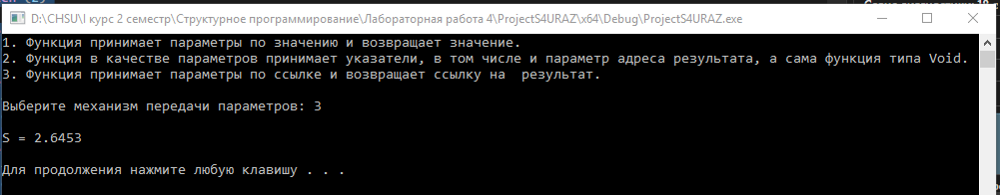 D:\CHSU\I курс 2 семестр\Структурное программирование\Лабораторная работа 4\ProjectS4URAZ\x64\Debug\ProjectS4URAZ.exe
1. Функция принимает параметры по значению и возвращает значение.
2. Функция в качестве параметров принимает указатели, в том числе и параметр адреса результата, а сама функция типа Void.
3. Функция принимает параметры по ссылке и возвращает ссылку на  результат.
Выберите механизм передачи параметров: 3
S = 2.6453
Для продолжения нажмите любую клавишу . . .